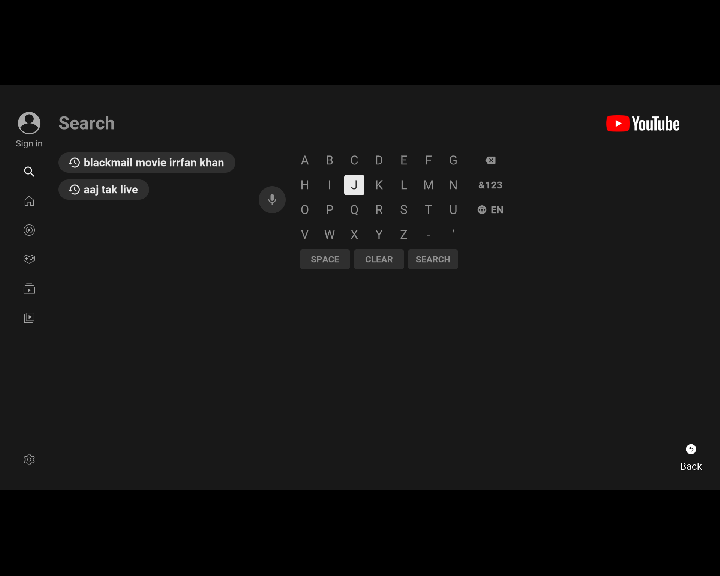 Search
YouTube
Sign in
blackmail movie irrfan khan
aaj tak live
A B C D E F G
H I J K L M N &123
O P Q R S T U EN
V W X Y Z - '
SPACE CLEAR SEARCH
Back